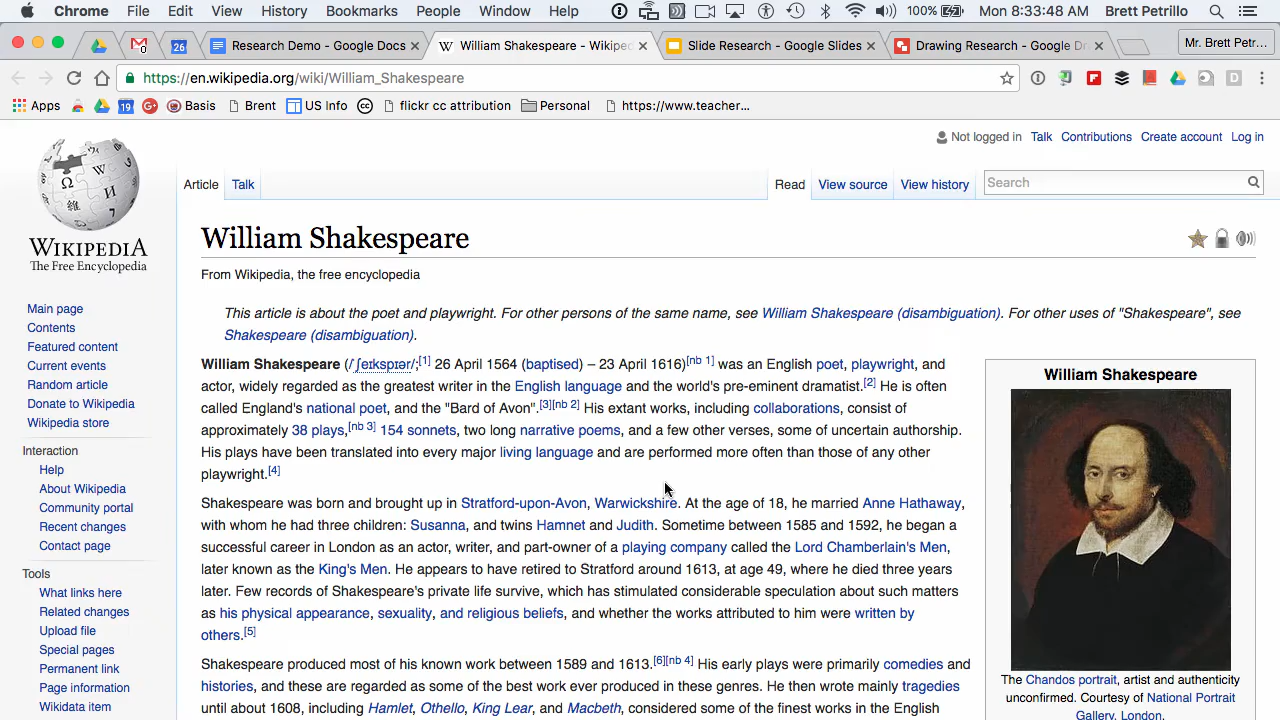 Chrome File Edit View History Bookmarks People Window Help 100% Mon 8:33:48 AM Brett Petrillo
0 26 Research Demo - Google Docs William Shakespeare - Wikiped Slide Research - Google Slides Drawing Research - Google Dr Mr. Brett Petr...
https://en.wikipedia.org/wiki/William_Shakespeare
Apps 19 Basis Brent US Info flickr cc attribution Personal https://www.teacher...
Not logged in Talk Contributions Create account Log in
Article Talk Read View source View history Search
WIKIPEDIA
The Free Encyclopedia
Main page
Contents
Featured content
Current events
Random article
Donate to Wikipedia
Wikipedia store
Interaction
Help
About Wikipedia
Community portal
Recent changes
Contact page
Tools
What links here
Related changes
Upload file
Special pages
Permanent link
Page information
Wikidata item
William Shakespeare
From Wikipedia, the free encyclopedia
This article is about the poet and playwright. For other persons of the same name, see William Shakespeare (disambiguation). For other uses of "Shakespeare", see
Shakespeare (disambiguation).
William Shakespeare (/ˈʃeɪkspɪər/;[1] 26 April 1564 (baptised) – 23 April 1616)[nb 1] was an English poet, playwright, and
actor, widely regarded as the greatest writer in the English language and the world's pre-eminent dramatist.[2] He is often
called England's national poet, and the "Bard of Avon".[3][nb 2] His extant works, including collaborations, consist of
approximately 38 plays,[nb 3] 154 sonnets, two long narrative poems, and a few other verses, some of uncertain authorship.
His plays have been translated into every major living language and are performed more often than those of any other
playwright.[4]
Shakespeare was born and brought up in Stratford-upon-Avon, Warwickshire. At the age of 18, he married Anne Hathaway,
with whom he had three children: Susanna, and twins Hamnet and Judith. Sometime between 1585 and 1592, he began a
successful career in London as an actor, writer, and part-owner of a playing company called the Lord Chamberlain's Men,
later known as the King's Men. He appears to have retired to Stratford around 1613, at age 49, where he died three years
later. Few records of Shakespeare's private life survive, which has stimulated considerable speculation about such matters
as his physical appearance, sexuality, and religious beliefs, and whether the works attributed to him were written by
others.[5]
Shakespeare produced most of his known work between 1589 and 1613.[6][nb 4] His early plays were primarily comedies and
histories, and these are regarded as some of the best work ever produced in these genres. He then wrote mainly tragedies
until about 1608, including Hamlet, Othello, King Lear, and Macbeth, considered some of the finest works in the English
William Shakespeare
The Chandos portrait, artist and authenticity
unconfirmed. Courtesy of National Portrait
Gallery, London.